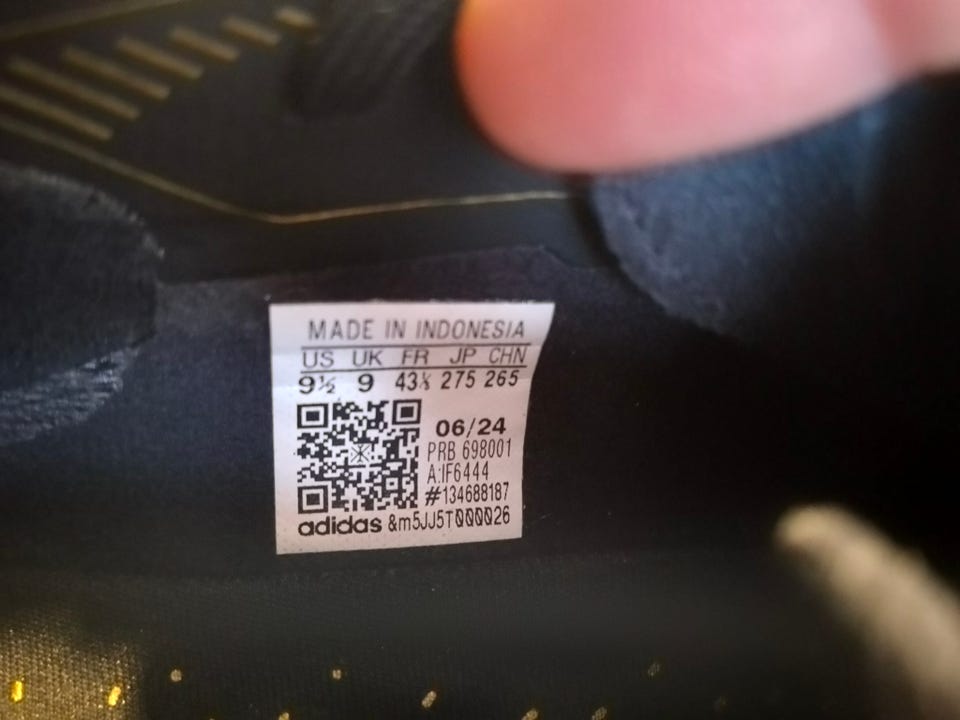 MADE IN INDONESIA
US UK FR JP CHN
9½ 9 43⅓ 275 265
06/24
PRB 698001
A:IF6444
#134688187
adidas &m5JJ5T000026